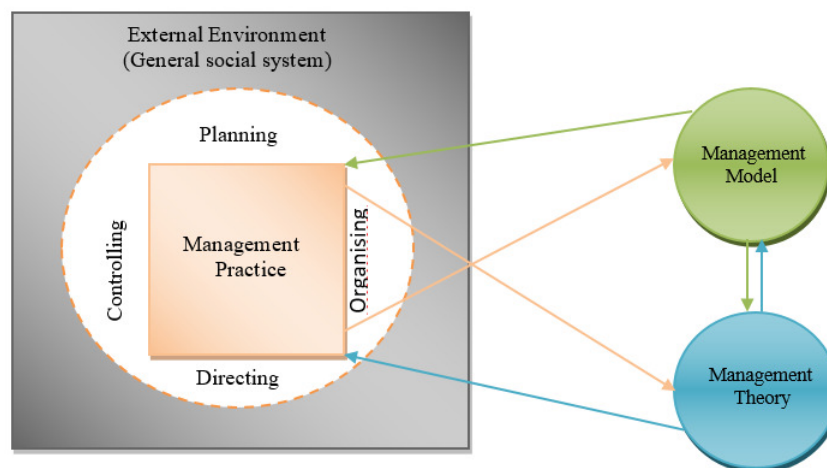 External Environment
(General social system)
Planning
Controlling
Management
Practice
Organising
Directing
Management
Model
Management
Theory